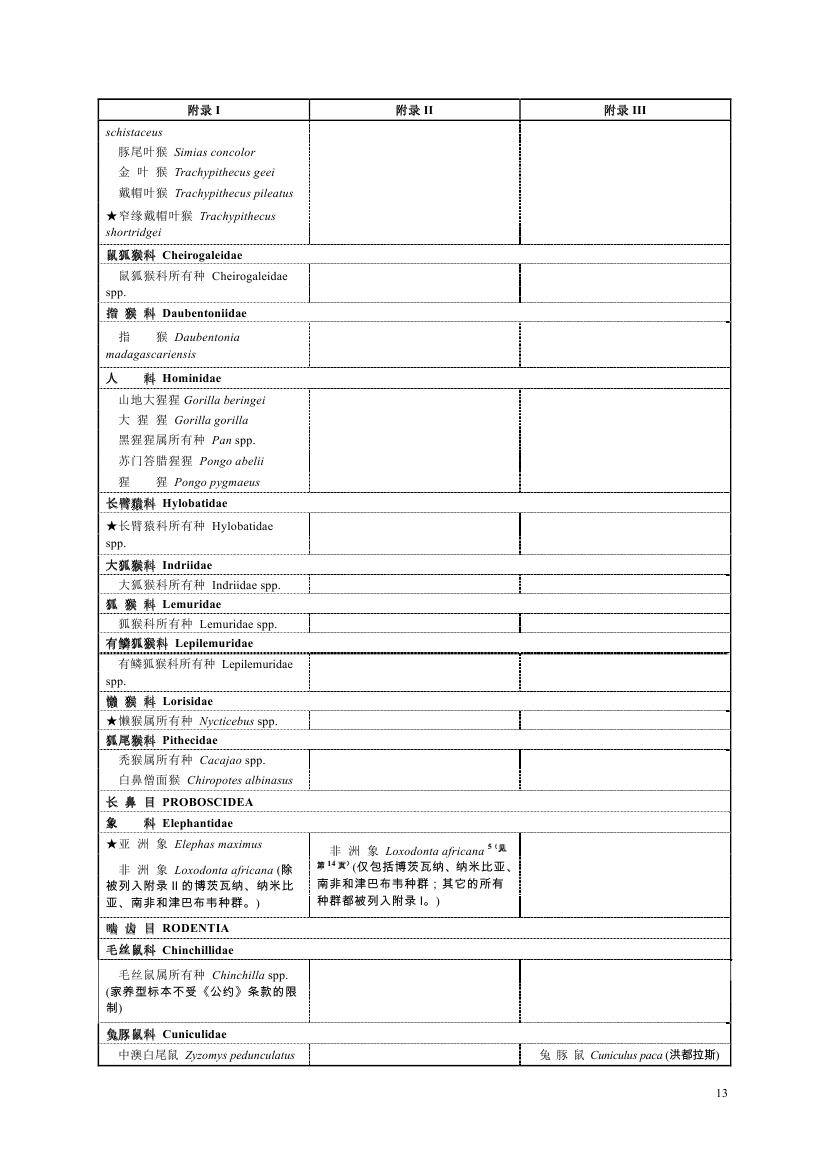 附录 I 附录 II 附录 III
schistaceus
豚尾叶猴 Simias concolor
金 叶 猴 Trachypithecus geei
戴帽叶猴 Trachypithecus pileatus
★窄缘戴帽叶猴 Trachypithecus
shortridgei
鼠狐猴科 Cheirogaleidae
鼠狐猴科所有种 Cheirogaleidae
spp.
指 猴 科 Daubentoniidae
指 猴 Daubentonia
madagascariensis
人 科 Hominidae
山地大猩猩 Gorilla beringei
大 猩 猩 Gorilla gorilla
黑猩猩属所有种 Pan spp.
苏门答腊猩猩 Pongo abelii
猩 猩 Pongo pygmaeus
长臂猿科 Hylobatidae
★长臂猿科所有种 Hylobatidae
spp.
大狐猴科 Indriidae
大狐猴科所有种 Indriidae spp.
狐 猴 科 Lemuridae
狐猴科所有种 Lemuridae spp.
有鳞狐猴科 Lepilemuridae
有鳞狐猴科所有种 Lepilemuridae
spp.
懒 猴 科 Lorisidae
★懒猴属所有种 Nycticebus spp.
狐尾猴科 Pithecidae
秃猴属所有种 Cacajao spp.
白鼻僧面猴 Chiropotes albinasus
长 鼻 目 PROBOSCIDEA
象 科 Elephantidae
★亚 洲 象 Elephas maximus
非 洲 象 Loxodonta africana (除
被列入附录 II 的博茨瓦纳、纳米比
亚、南非和津巴布韦种群。)
非 洲 象 Loxodonta africana 5（见
第 14 页）(仅包括博茨瓦纳、纳米比亚、
南非和津巴布韦种群；其它的所有
种群都被列入附录 I。)
啮 齿 目 RODENTIA
毛丝鼠科 Chinchillidae
毛丝鼠属所有种 Chinchilla spp.
(家养型标本不受《公约》条款的限
制)
兔豚鼠科 Cuniculidae
中澳白尾鼠 Zyzomys pedunculatus 兔 豚 鼠 Cuniculus paca (洪都拉斯)
13